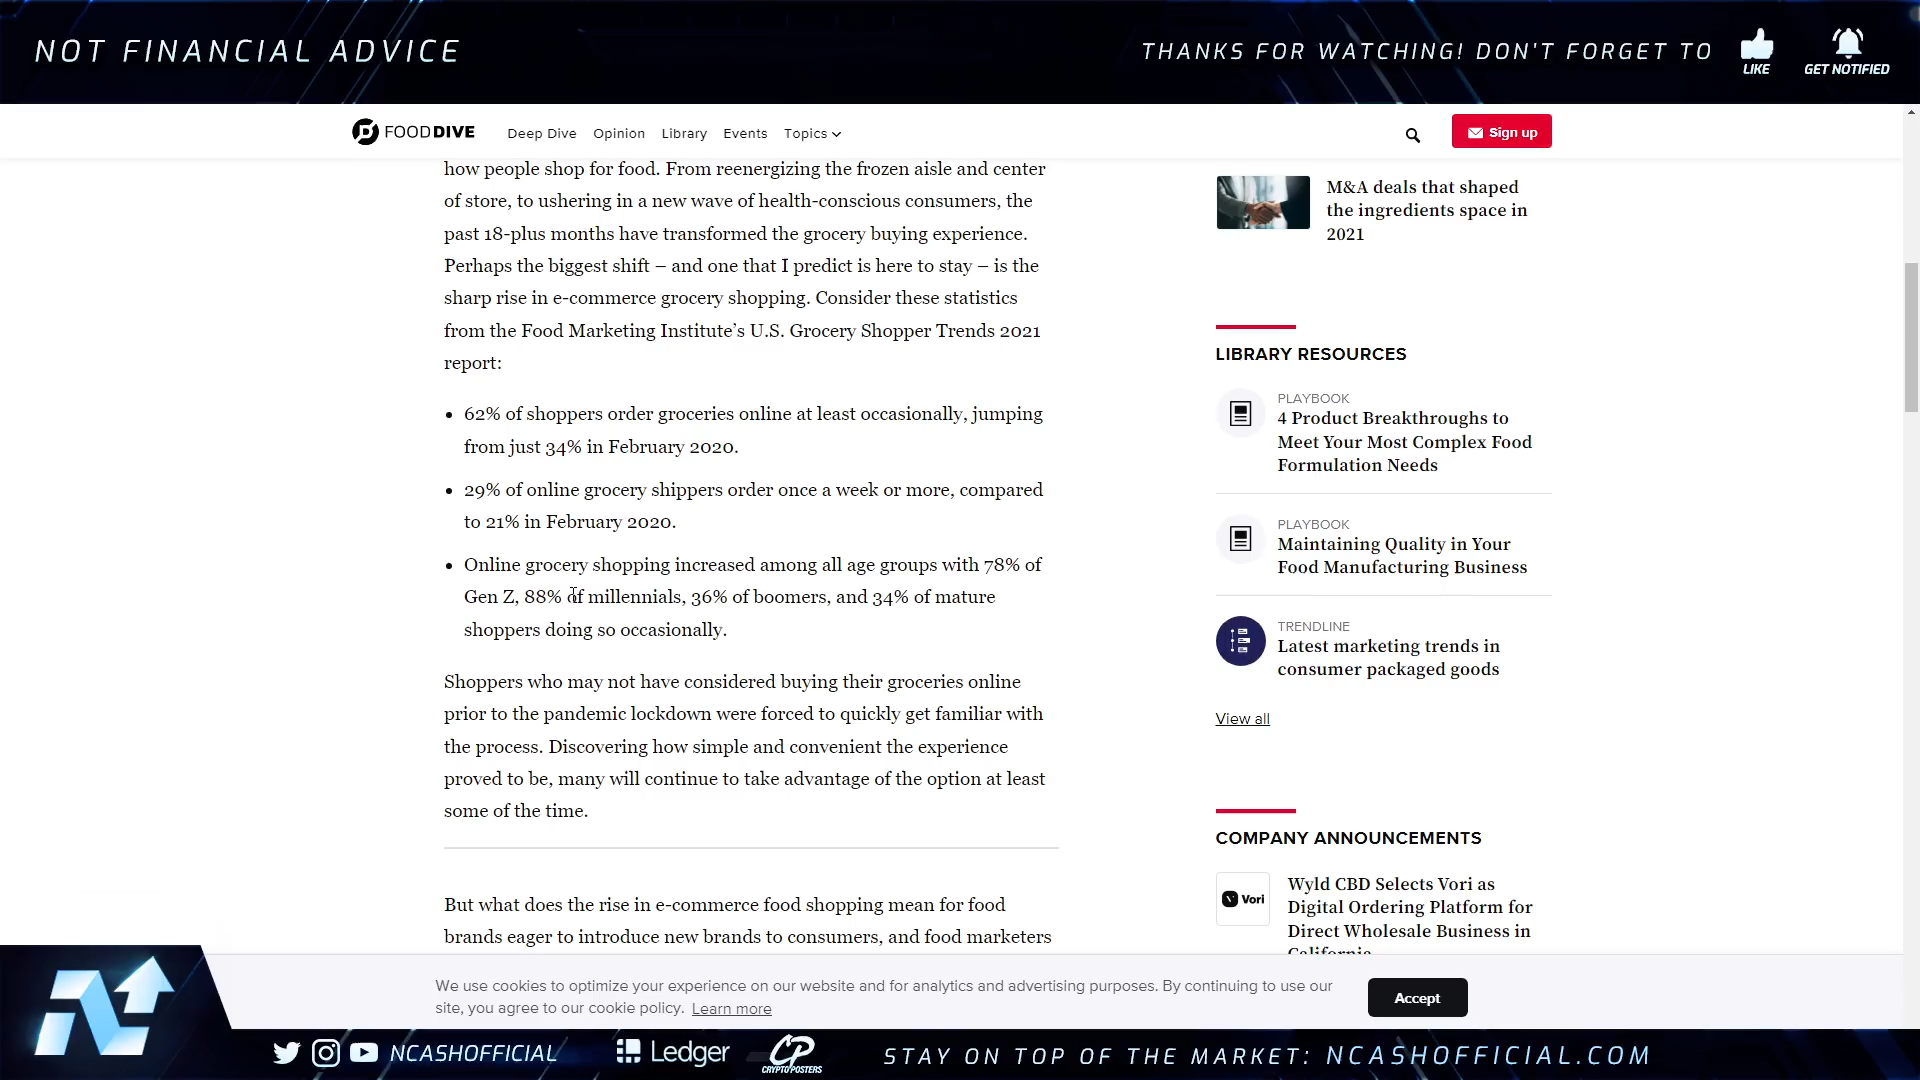 NOT FINANCIAL ADVICE
THANKS FOR WATCHING! DON'T FORGET TO
LIKE
GET NOTIFIED
FOODDIVE
Deep Dive
Opinion
Library
Events
Topics
Sign up
how people shop for food. From reenergizing the frozen aisle and center
of store, to ushering in a new wave of health-conscious consumers, the
past 18-plus months have transformed the grocery buying experience.
Perhaps the biggest shift – and one that I predict is here to stay – is the
sharp rise in e-commerce grocery shopping. Consider these statistics
from the Food Marketing Institute’s U.S. Grocery Shopper Trends 2021
report:
• 62% of shoppers order groceries online at least occasionally, jumping
from just 34% in February 2020.
• 29% of online grocery shippers order once a week or more, compared
to 21% in February 2020.
• Online grocery shopping increased among all age groups with 78% of
Gen Z, 88% of millennials, 36% of boomers, and 34% of mature
shoppers doing so occasionally.
Shoppers who may not have considered buying their groceries online
prior to the pandemic lockdown were forced to quickly get familiar with
the process. Discovering how simple and convenient the experience
proved to be, many will continue to take advantage of the option at least
some of the time.
But what does the rise in e-commerce food shopping mean for food
brands eager to introduce new brands to consumers, and food marketers
M&A deals that shaped
the ingredients space in
2021
LIBRARY RESOURCES
PLAYBOOK
4 Product Breakthroughs to
Meet Your Most Complex Food
Formulation Needs
PLAYBOOK
Maintaining Quality in Your
Food Manufacturing Business
TRENDLINE
Latest marketing trends in
consumer packaged goods
View all
COMPANY ANNOUNCEMENTS
Vori
Wyld CBD Selects Vori as
Digital Ordering Platform for
Direct Wholesale Business in
California
We use cookies to optimize your experience on our website and for analytics and advertising purposes. By continuing to use our
site, you agree to our cookie policy. Learn more
Accept
NCASHOFFICIAL
Ledger
CP
CRYPTO POSTERS
STAY ON TOP OF THE MARKET: NCASHOFFICIAL.COM